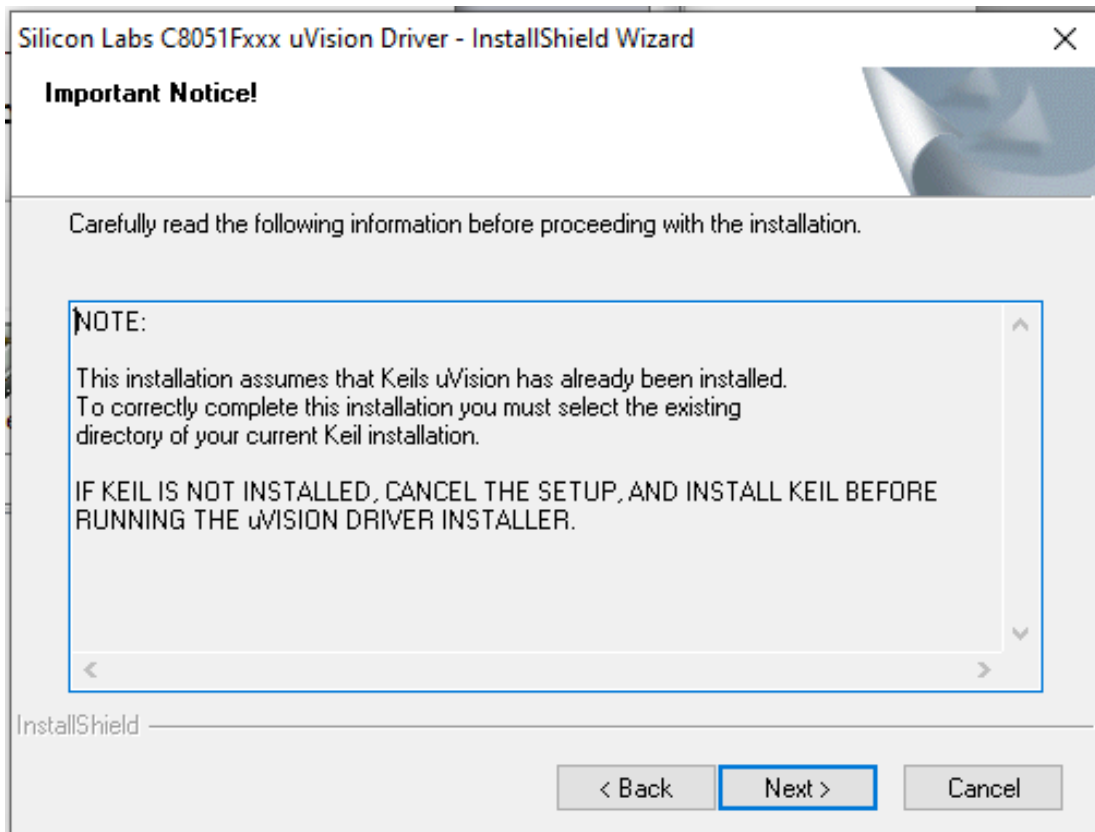 Silicon Labs C8051Fxxx uVision Driver - InstallShield Wizard
Important Notice!
Carefully read the following information before proceeding with the installation.
NOTE:
This installation assumes that Keils uVision has already been installed.
To correctly complete this installation you must select the existing
directory of your current Keil installation.
IF KEIL IS NOT INSTALLED, CANCEL THE SETUP, AND INSTALL KEIL BEFORE
RUNNING THE uVISION DRIVER INSTALLER.
InstallShield
< Back
Next >
Cancel